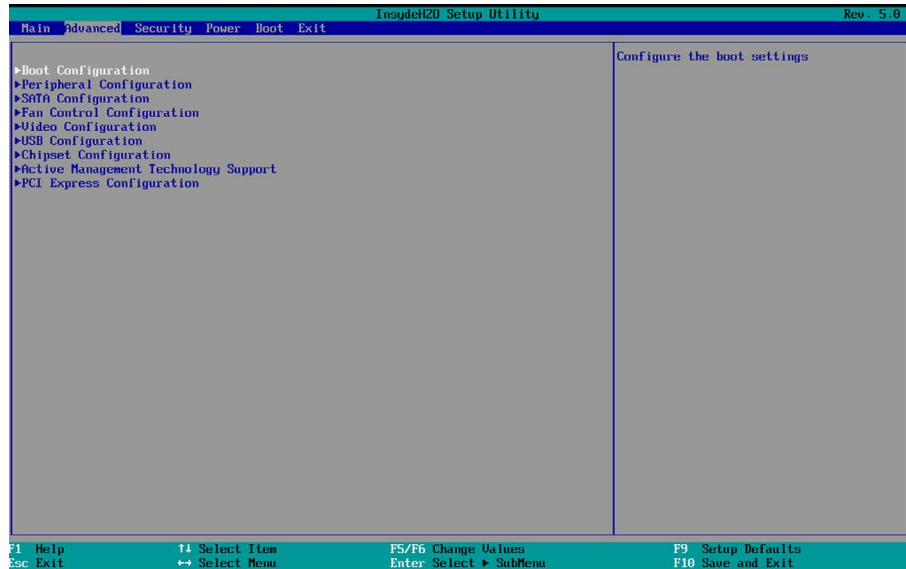 InsydeH20 Setup Utility Rev. 5.0
Main Advanced Security Power Boot Exit
▶Boot Configuration
▶Peripheral Configuration
▶SATA Configuration
▶Fan Control Configuration
▶Video Configuration
▶USB Configuration
▶Chipset Configuration
▶Active Management Technology Support
▶PCI Express Configuration
Configure the boot settings
F1 Help ↑↓ Select Item F5/F6 Change Values F9 Setup Defaults
Esc Exit ↔ Select Menu Enter Select ▶ SubMenu F10 Save and Exit